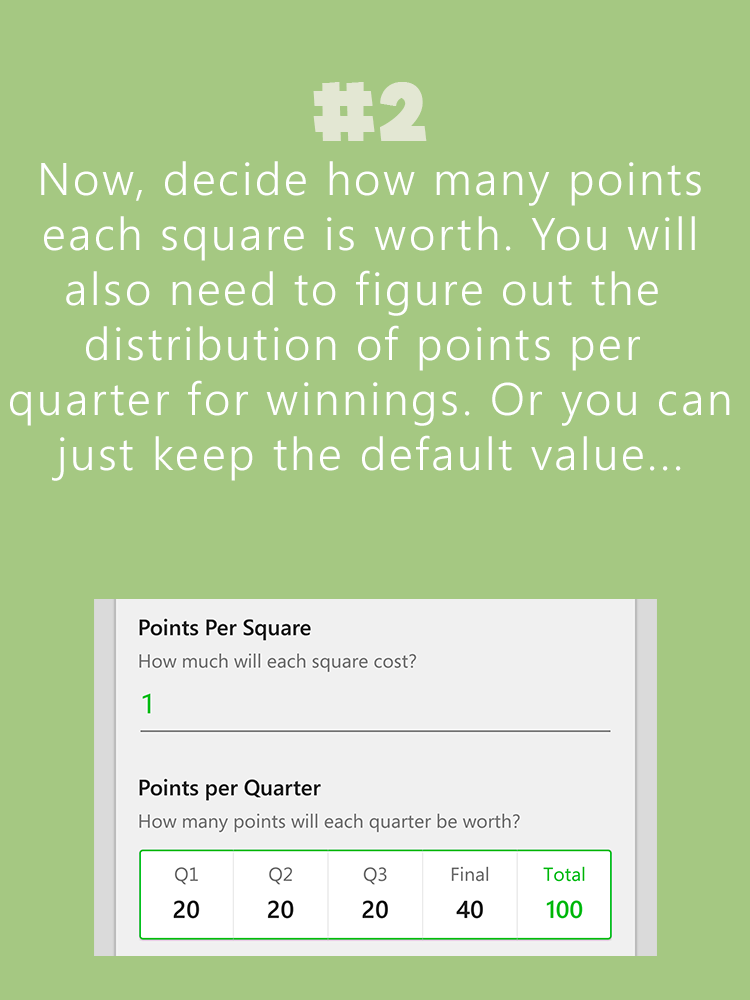 #2
Now, decide how many points
each square is worth. You will
also need to figure out the
distribution of points per
quarter for winnings. Or you can
just keep the default value...
Points Per Square
How much will each square cost?
1
Points per Quarter
How many points will each quarter be worth?
Q1 Q2 Q3 Final Total
20 20 20 40 100